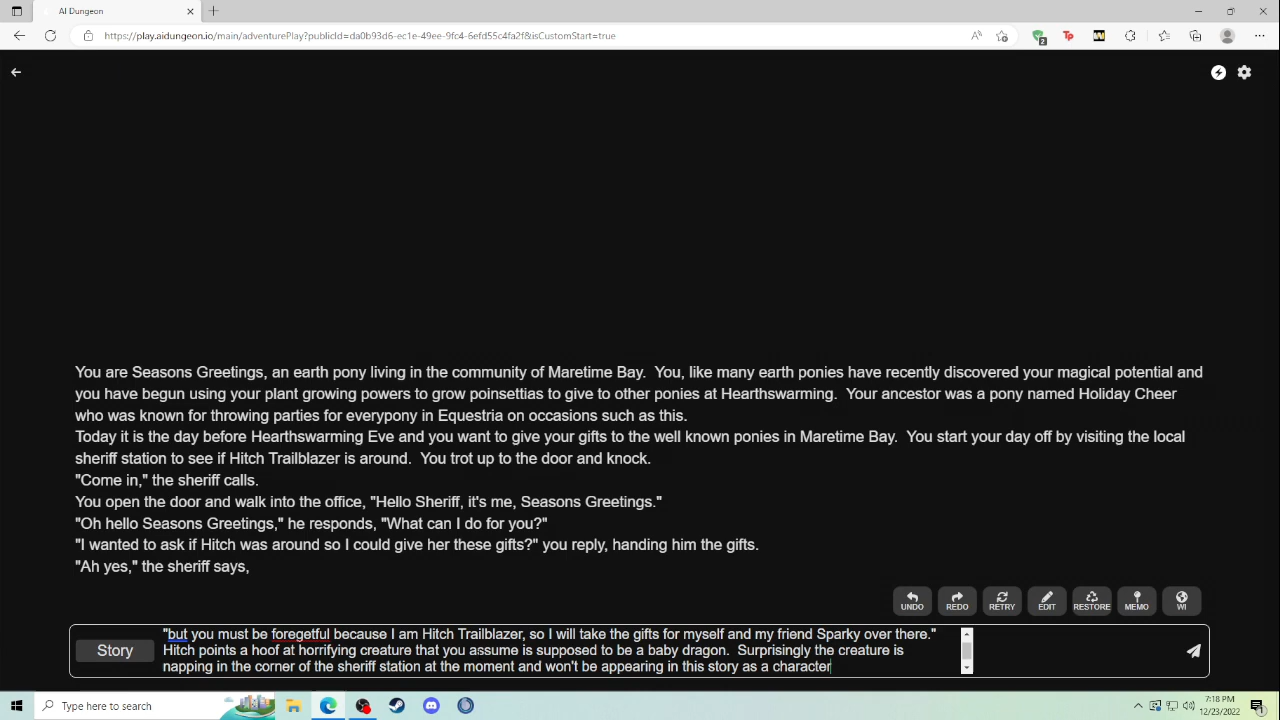 AI Dungeon
https://play.aidungeon.io/main/adventurePlay?publicId=da0b93d6-ec1e-49ee-9fc4-6efd55c4fa2f&isCustomStart=true
You are Seasons Greetings, an earth pony living in the community of Maretime Bay.  You, like many earth ponies have recently discovered your magical potential and
you have begun using your plant growing powers to grow poinsettias to give to other ponies at Hearthswarming.  Your ancestor was a pony named Holiday Cheer
who was known for throwing parties for everypony in Equestria on occasions such as this.
Today it is the day before Hearthswarming Eve and you want to give your gifts to the well known ponies in Maretime Bay.  You start your day off by visiting the local
sheriff station to see if Hitch Trailblazer is around.  You trot up to the door and knock.
"Come in," the sheriff calls.
You open the door and walk into the office, "Hello Sheriff, it's me, Seasons Greetings."
"Oh hello Seasons Greetings," he responds, "What can I do for you?"
"I wanted to ask if Hitch was around so I could give her these gifts?" you reply, handing him the gifts.
"Ah yes," the sheriff says,
UNDO REDO RETRY EDIT RESTORE MEMO WI
Story
"but you must be foregetful because I am Hitch Trailblazer, so I will take the gifts for myself and my friend Sparky over there."
Hitch points a hoof at horrifying creature that you assume is supposed to be a baby dragon.  Surprisingly the creature is
napping in the corner of the sheriff station at the moment and won't be appearing in this story as a character
Type here to search
7:18 PM
12/23/2022